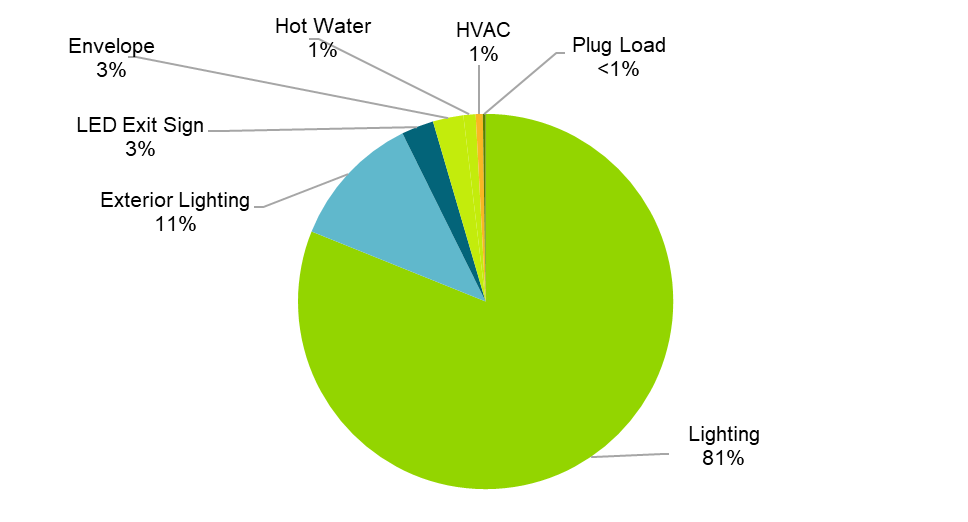 Hot Water
1%
HVAC
1%
Plug Load
<1%
Envelope
3%
LED Exit Sign
3%
Exterior Lighting
11%
Lighting
81%